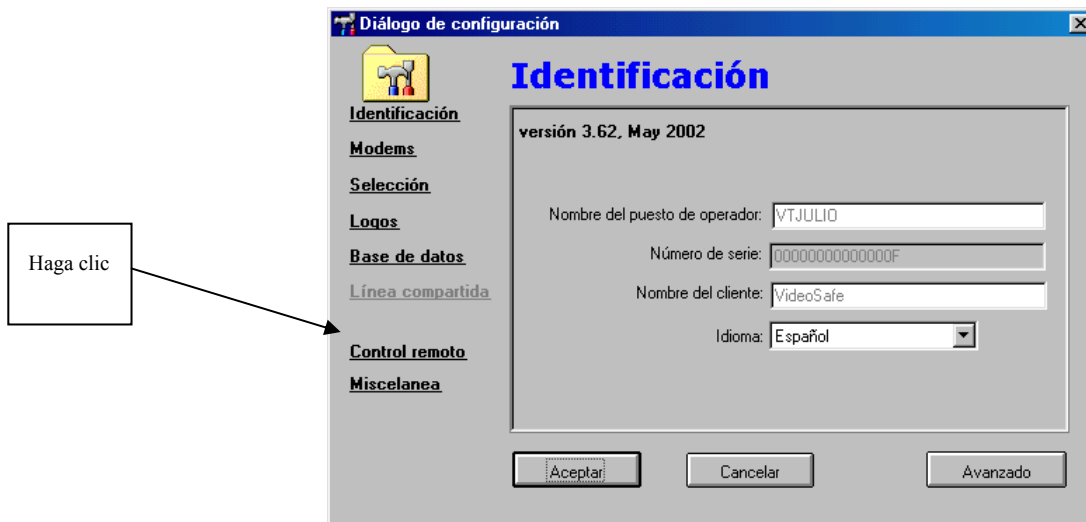 Diálogo de configuración
Identificación
Identificación
Modems
Selección
Logos
Base de datos
Línea compartida
Control remoto
Miscelanea
Haga clic
versión 3.62, May 2002
Nombre del puesto de operador: VTJULIO
Número de serie: 00000000000000F
Nombre del cliente: VideoSafe
Idioma: Español
Aceptar
Cancelar
Avanzado